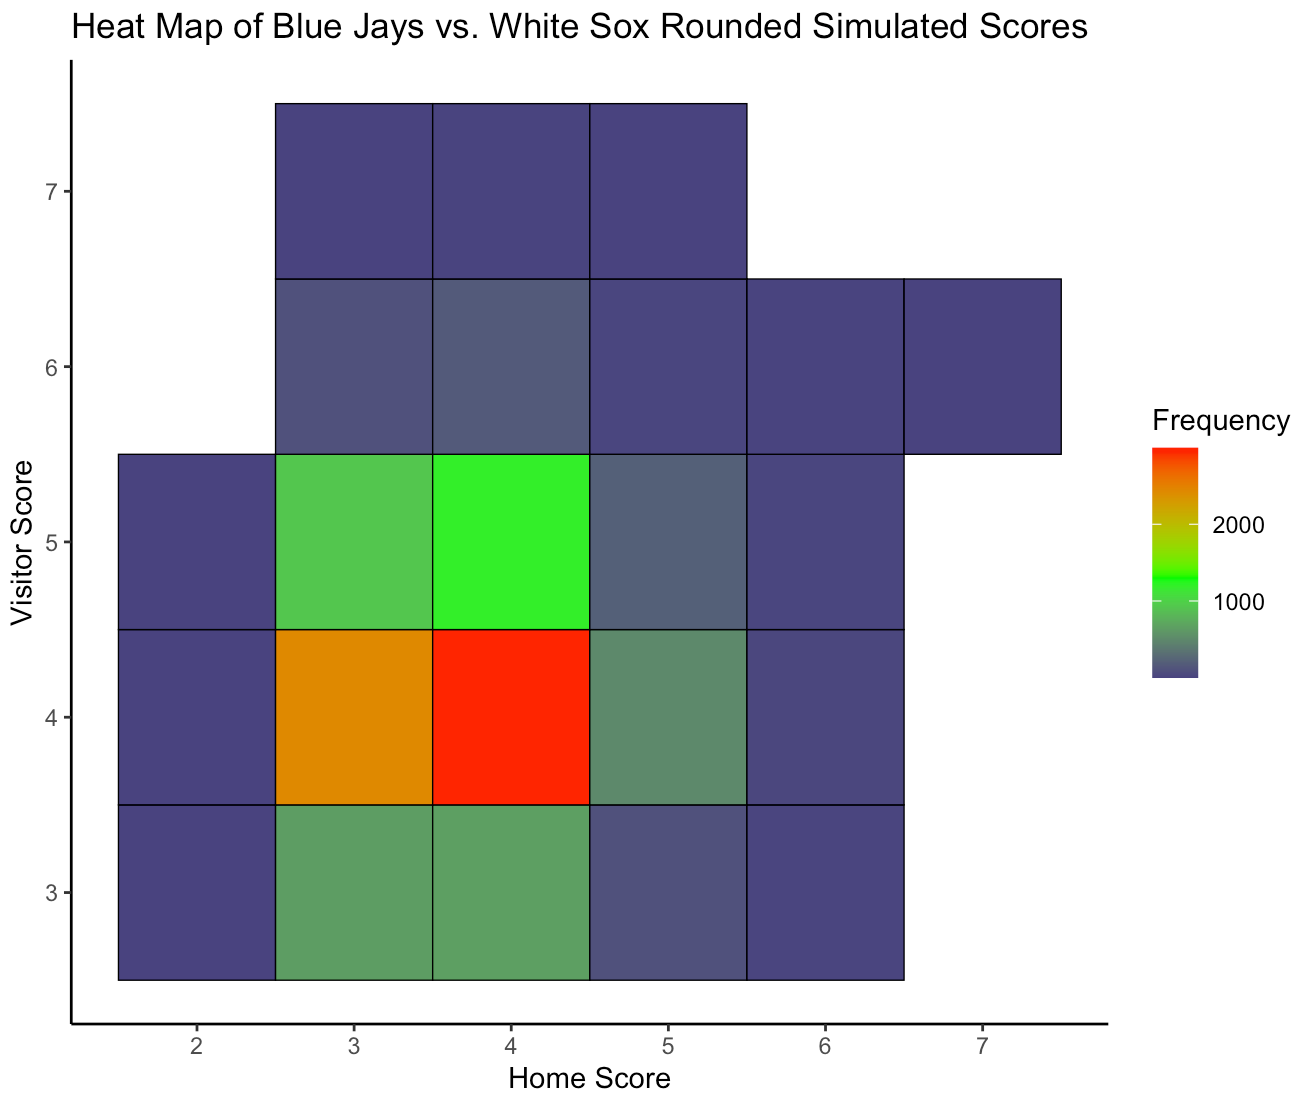 Heat Map of Blue Jays vs. White Sox Rounded Simulated Scores
7
6
5
4
3
Visitor Score
2 3 4 5 6 7
Home Score
Frequency
2000
1000